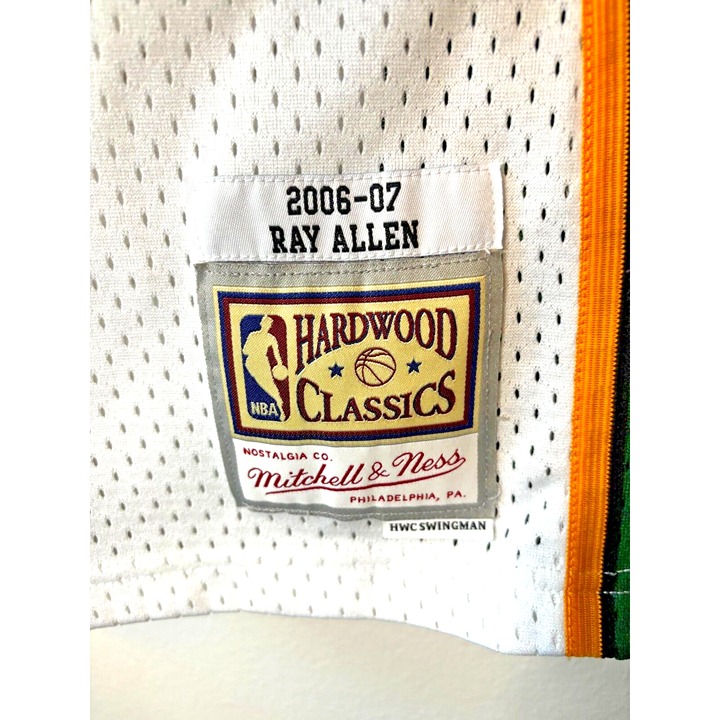 2006-07
RAY ALLEN
HARDWOOD
CLASSICS
NBA
NOSTALGIA CO.
Mitchell & Ness
PHILADELPHIA, PA.
HWC SWINGMAN